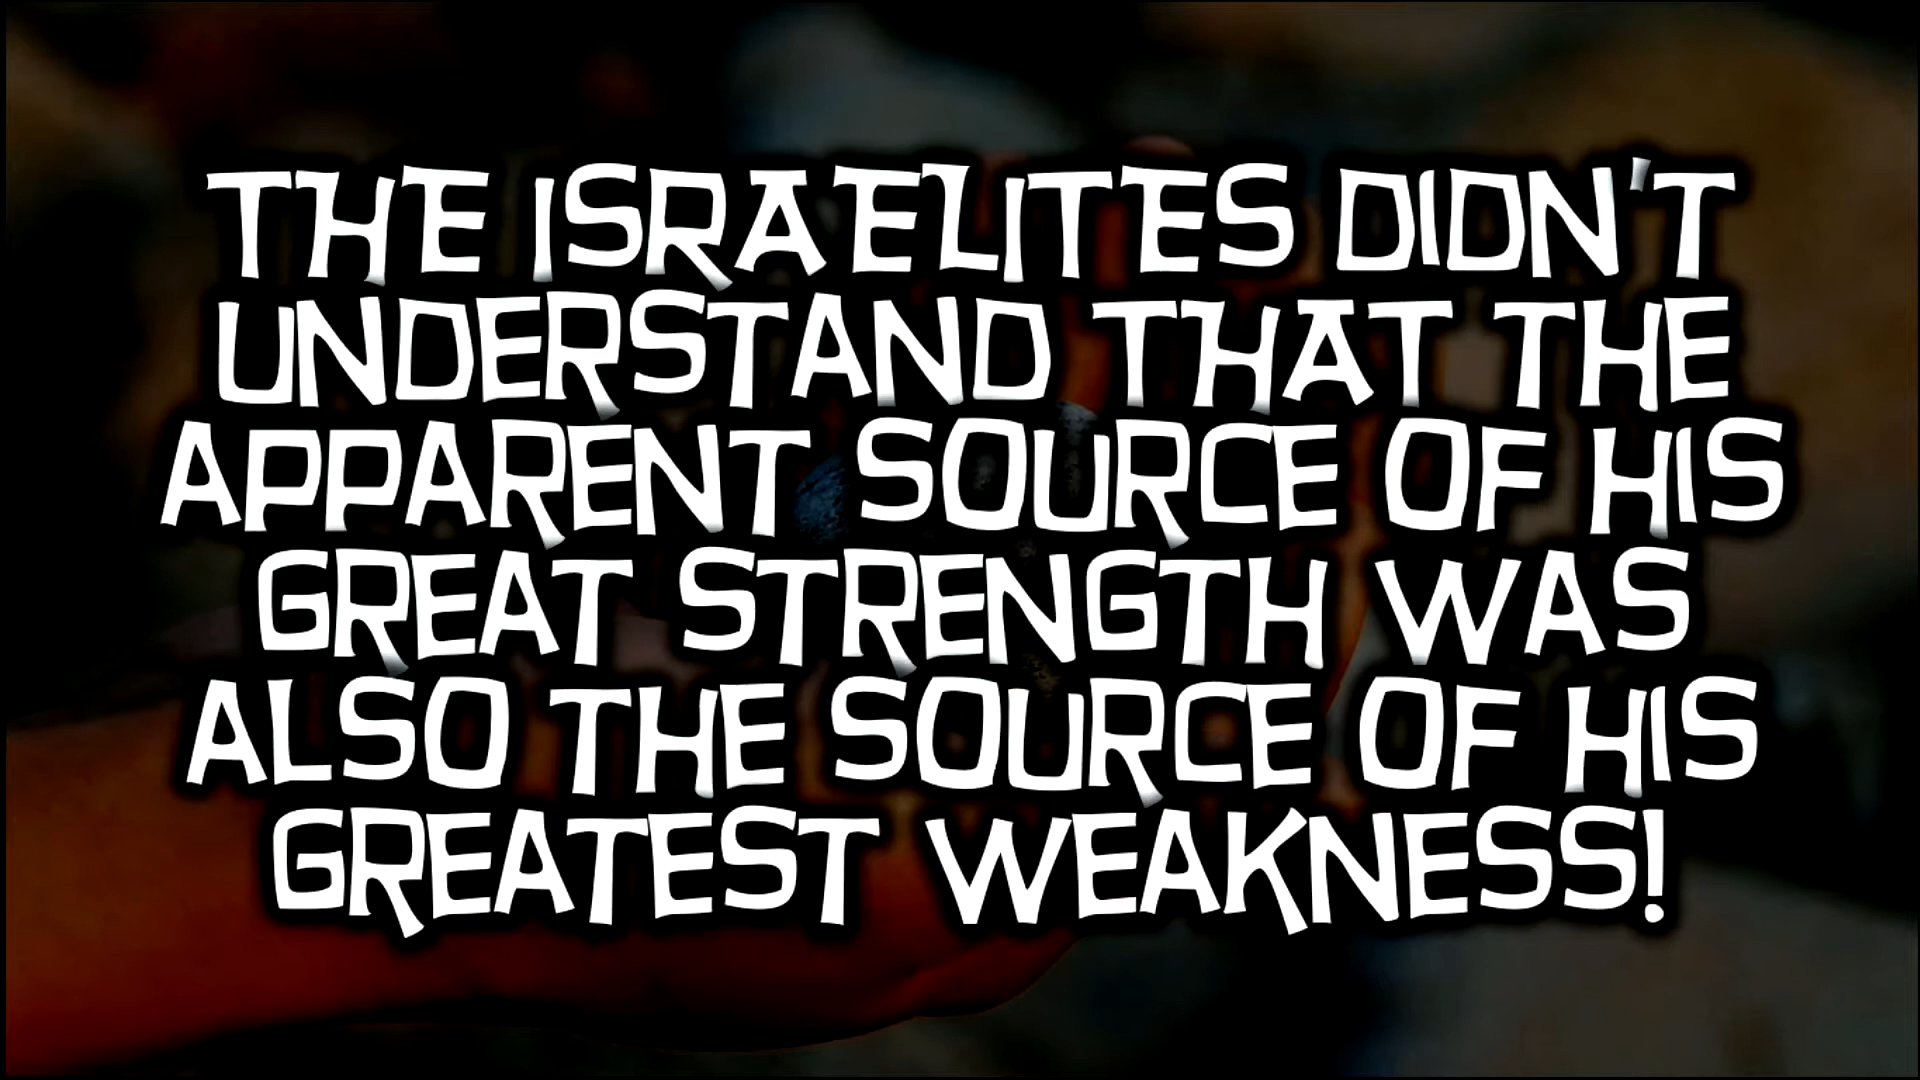 THE ISRAELITES DIDN'T
UNDERSTAND THAT THE
APPARENT SOURCE OF HIS
GREAT STRENGTH WAS
ALSO THE SOURCE OF HIS
GREATEST WEAKNESS!